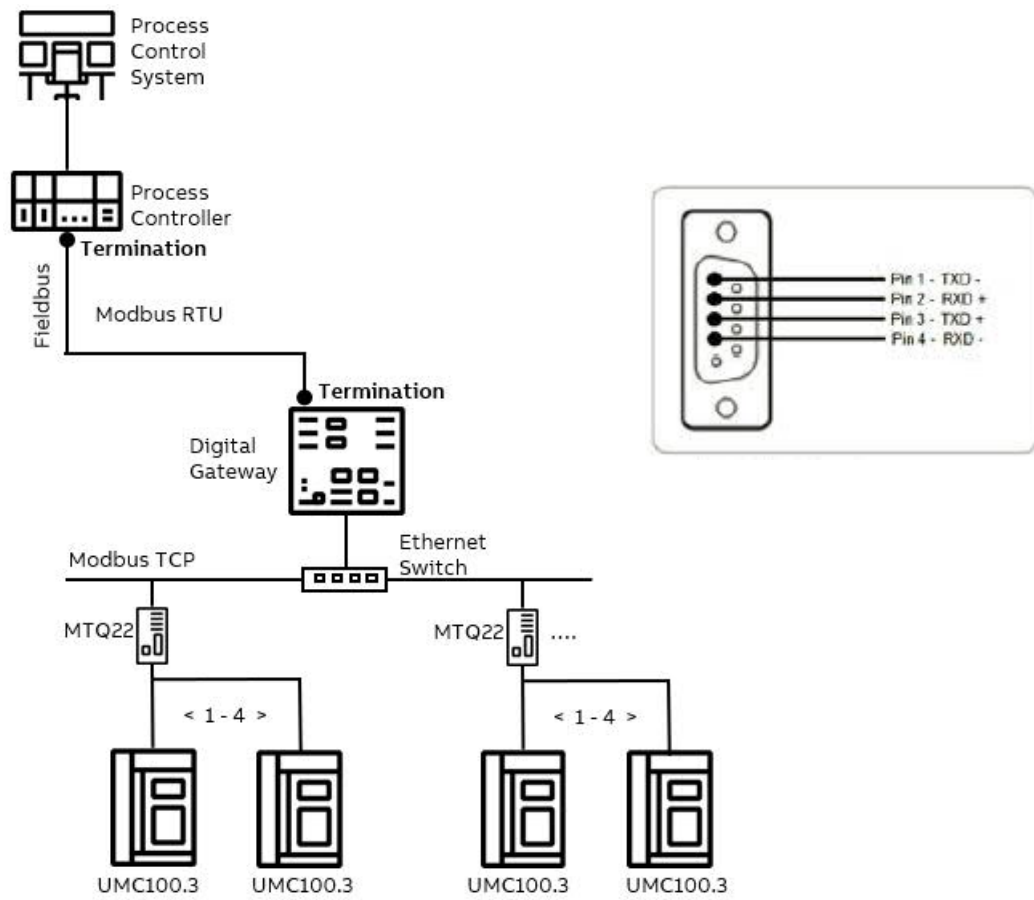 Process
Control
System
Process
Controller
Termination
Fieldbus
Modbus RTU
Termination
Digital
Gateway
Ethernet
Switch
Modbus TCP
MTQ22
MTQ22
....
< 1 - 4 >
< 1 - 4 >
UMC100.3
UMC100.3
UMC100.3
UMC100.3
Pin 1 - TXD -
Pin 2 - RXD +
Pin 3 - TXD +
Pin 4 - RXD -